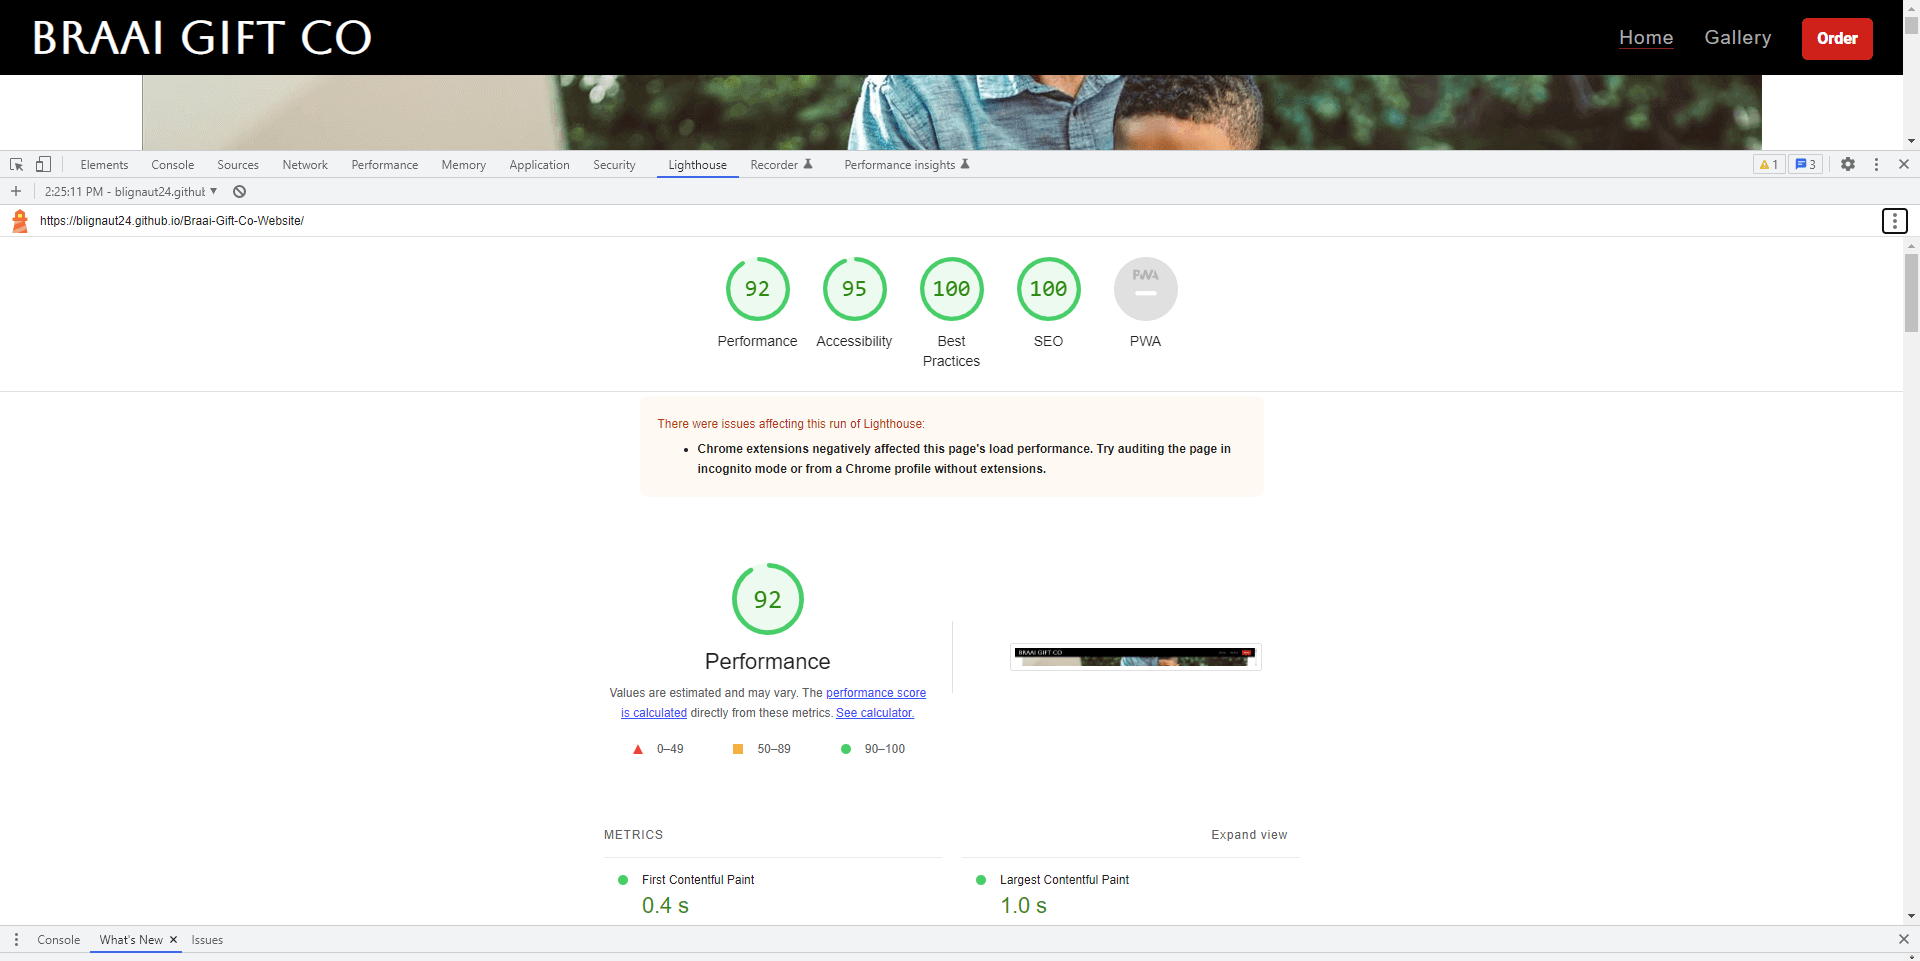 BRAAI GIFT CO
Home Gallery Order
Elements Console Sources Network Performance Memory Application Security Lighthouse Recorder Performance insights 1 3
2:25:11 PM - blignaut24.github
https://blignaut24.github.io/Braai-Gift-Co-Website/
92 95 100 100 PWA
Performance Accessibility Best Practices SEO PWA
There were issues affecting this run of Lighthouse:
• Chrome extensions negatively affected this page's load performance. Try auditing the page in
incognito mode or from a Chrome profile without extensions.
92
Performance
Values are estimated and may vary. The performance score
is calculated directly from these metrics. See calculator.
0–49 50–89 90–100
BRAAI GIFT CO
METRICS Expand view
First Contentful Paint Largest Contentful Paint
0.4 s 1.0 s
Console What's New Issues